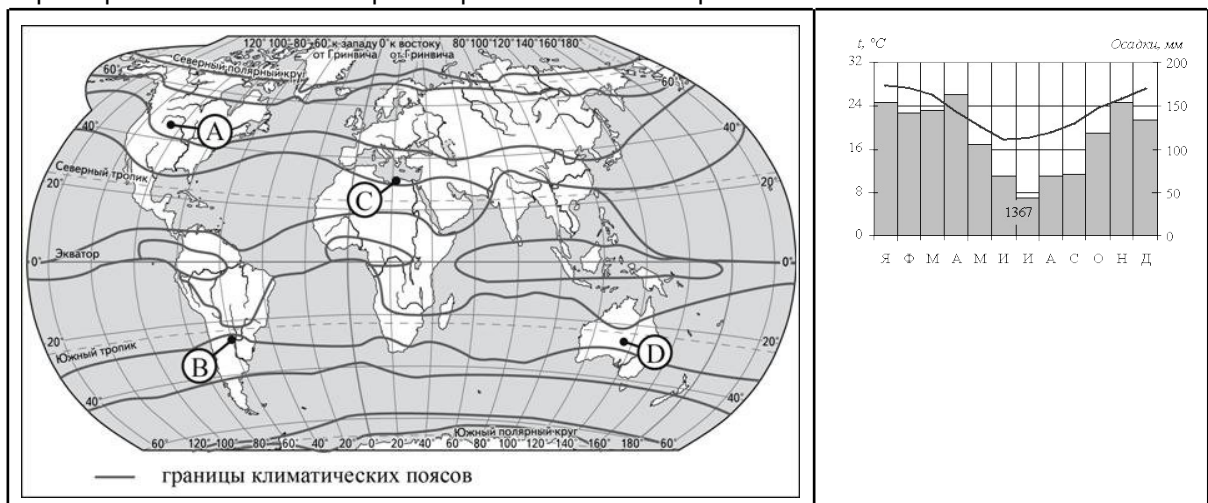 120° 100° 80° 60° к западу 0° к востоку 80° 100° 120° 140° 160° 180°
от Гринвича от Гринвича
Северный полярный круг
60° 60°
40° 40°
A
Северный тропик
20° 20°
C
Экватор
0° 0°
20° 20°
Южный тропик
B
D
40° 40°
Южный полярный круг
60° 120° 100° 80° 60° 40° 20° 0° 20° 40° 60° 80° 100° 120° 140° 180° 60°
границы климатических поясов
t, °C Осадки, мм
32 200
24 150
16 100
8 50
1367
0 0
Я Ф М А М И И А С О Н Д